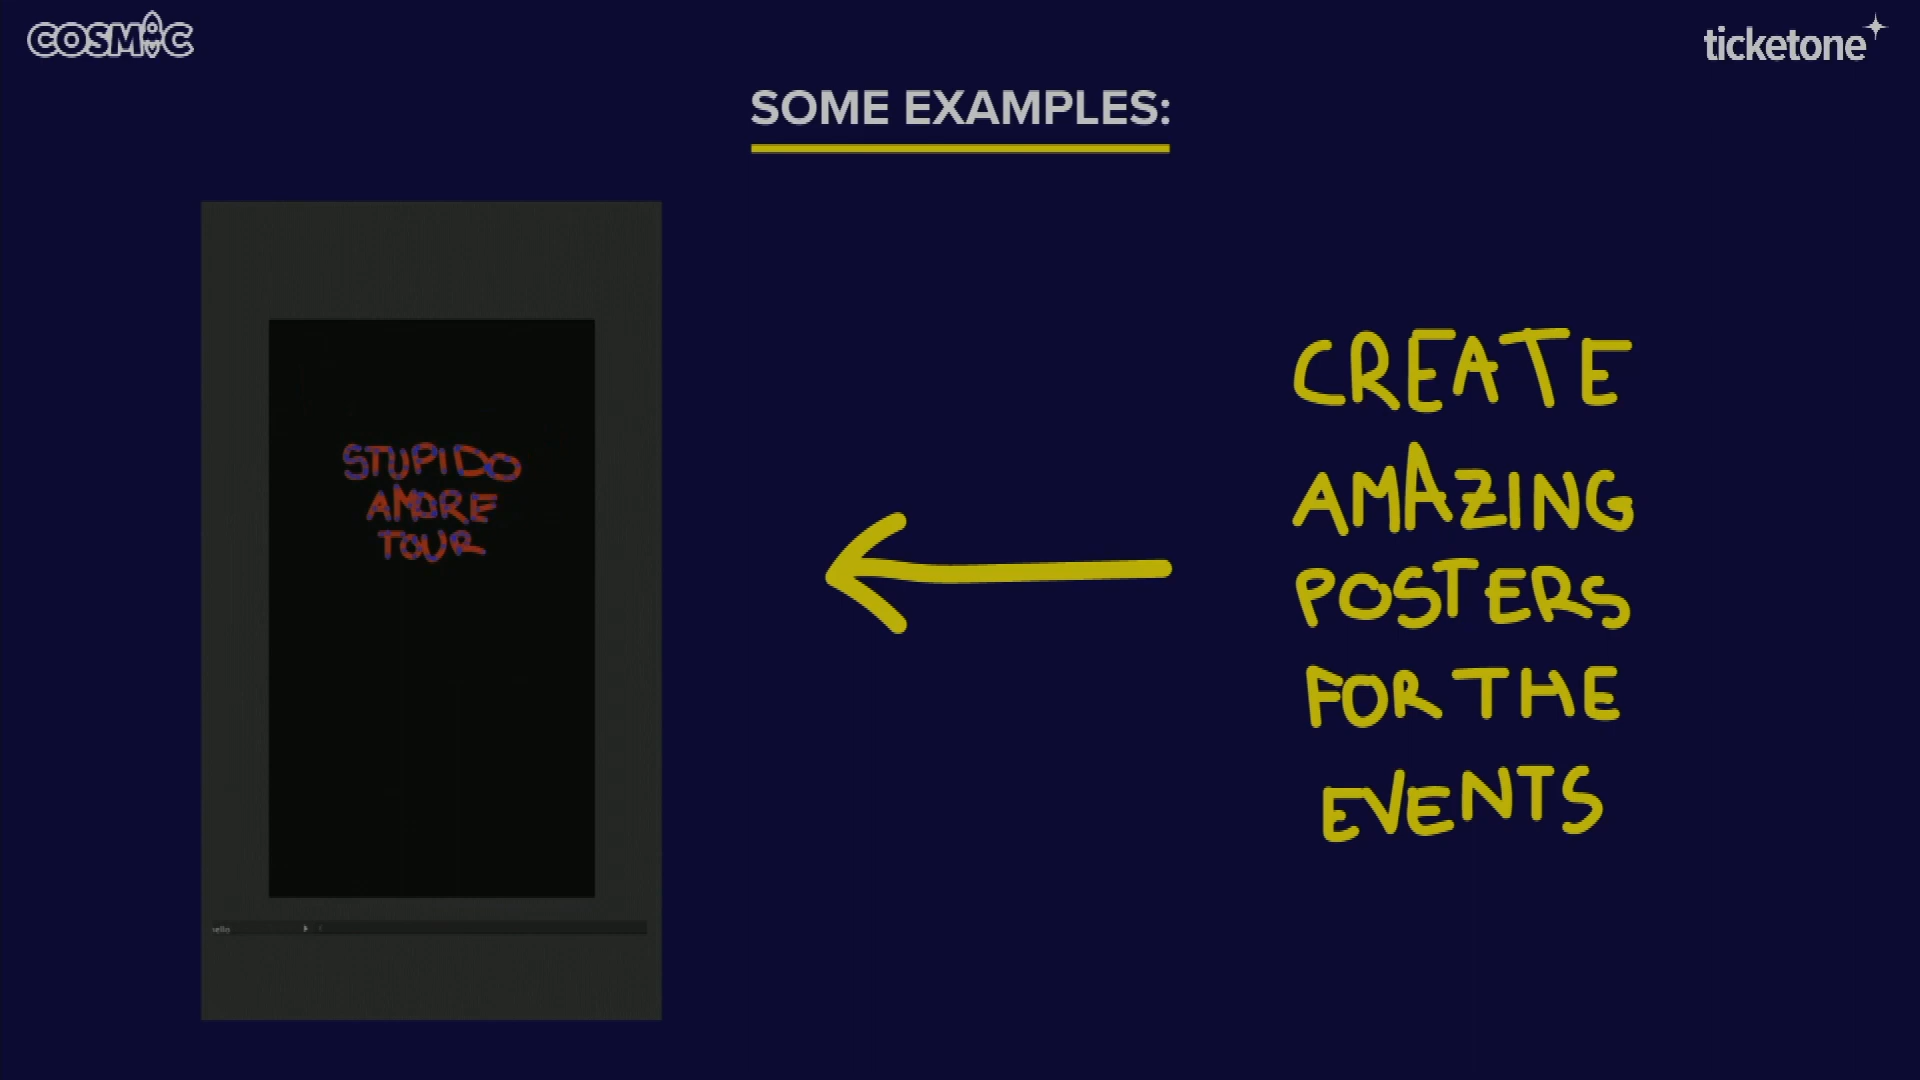 COSMIC
ticketone
SOME EXAMPLES:
STUPIDO
AMORE
TOUR
CREATE
AMAZING
POSTERS
FOR THE
EVENTS